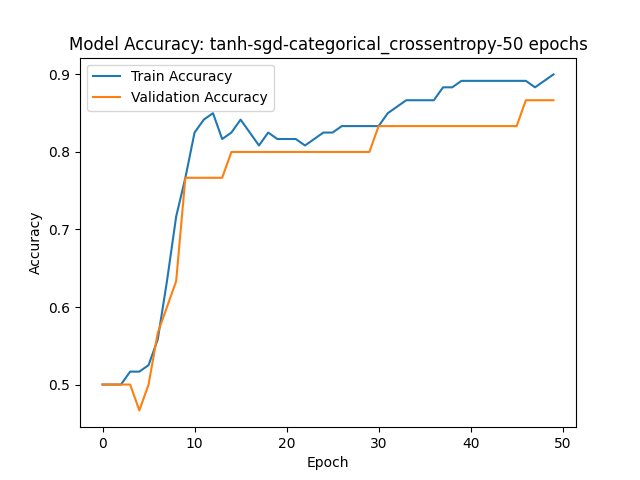 Model Accuracy: tanh-sgd-categorical_crossentropy-50 epochs
Train Accuracy
Validation Accuracy
Accuracy
0.9
0.8
0.7
0.6
0.5
0 10 20 30 40 50
Epoch